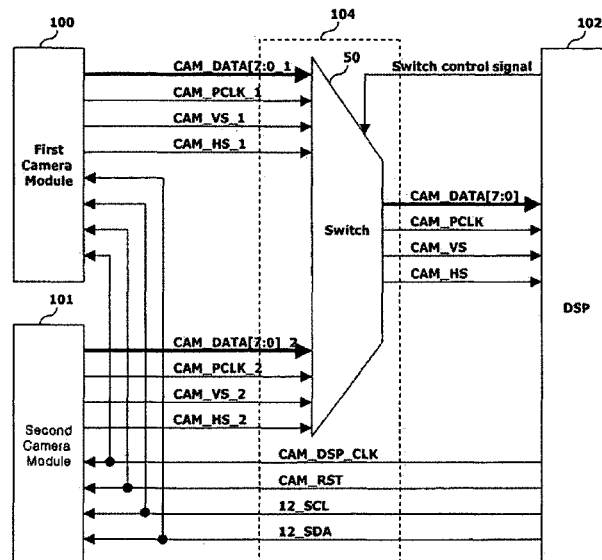 100
104
102
CAM_DATA[7:0_1
50
Switch control signal
CAM_PCLK_1
CAM_VS_1
CAM_HS_1
First
Camera
Module
CAM_DATA[7:0]
CAM_PCLK
Switch
CAM_VS
CAM_HS
DSP
101
CAM_DATA[7:0]_2
CAM_PCLK_2
CAM_VS_2
CAM_HS_2
Second
Camera
Module
CAM_DSP_CLK
CAM_RST
12_SCL
12_SDA